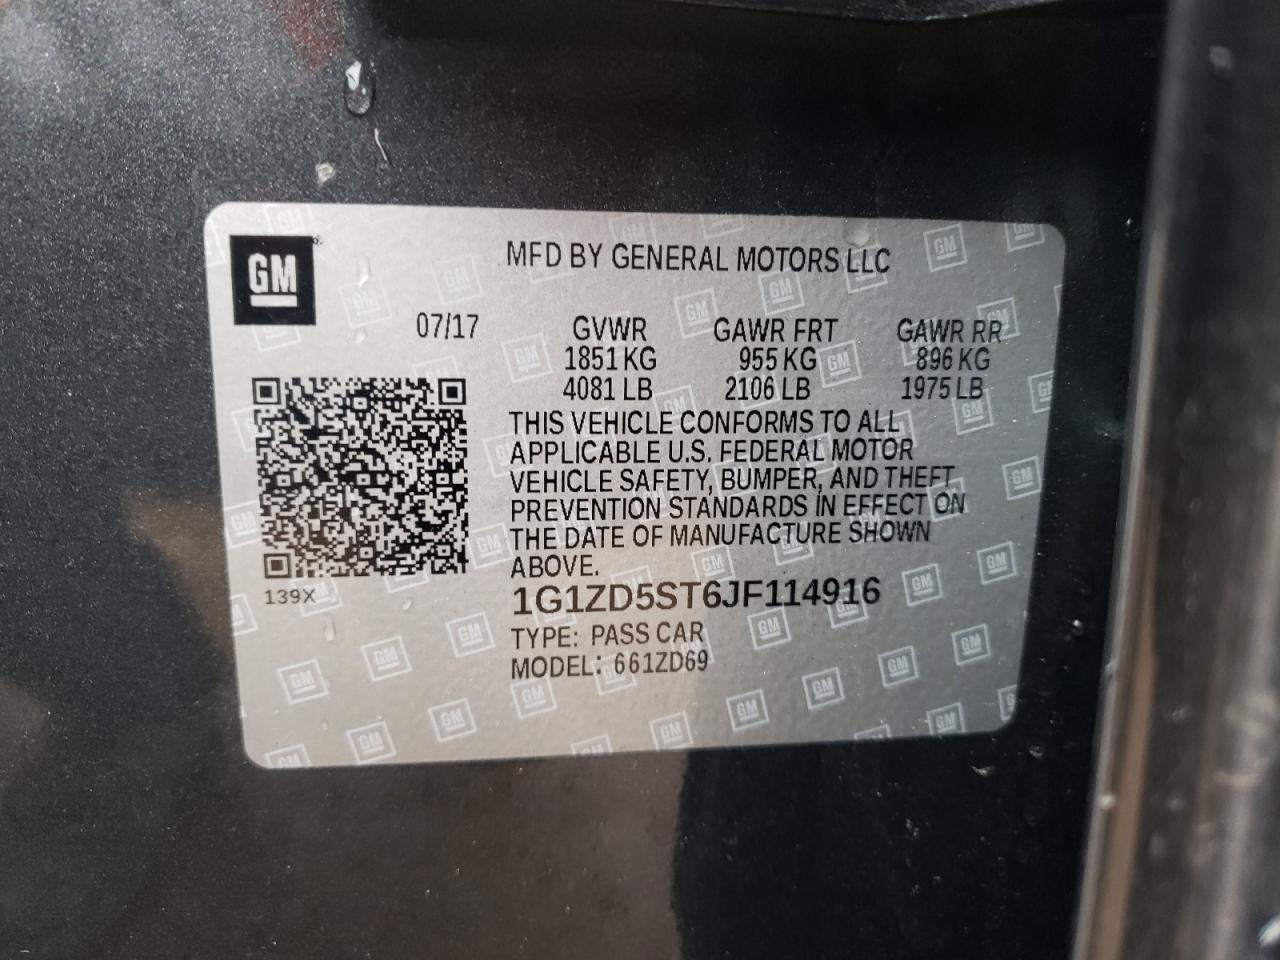 GM
MFD BY GENERAL MOTORS LLC
07/17 GVWR GAWR FRT GAWR RR
1851 KG 955 KG 896 KG
4081 LB 2106 LB 1975 LB
THIS VEHICLE CONFORMS TO ALL
APPLICABLE U.S. FEDERAL MOTOR
VEHICLE SAFETY, BUMPER, AND THEFT
PREVENTION STANDARDS IN EFFECT ON
THE DATE OF MANUFACTURE SHOWN
ABOVE.
139X
1G1ZD5ST6JF114916
TYPE: PASS CAR
MODEL: 661ZD69